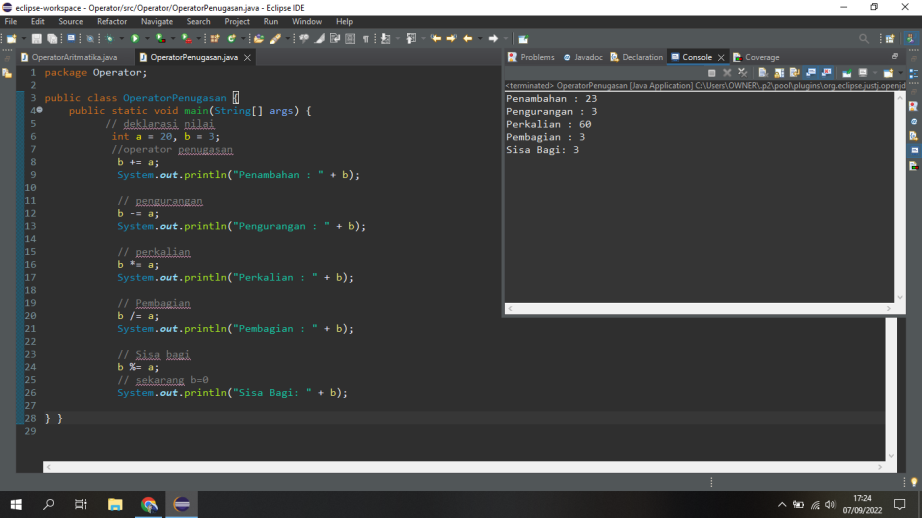 eclipse-workspace - Operator/src/Operator/OperatorPenugasan.java - Eclipse IDE
File Edit Source Refactor Navigate Search Project Run Window Help
OperatorAritmatika.java OperatorPenugasan.java
Problems Javadoc Declaration Console Coverage
<terminated> OperatorPenugasan [Java Application] C:\Users\OWNER\.p2\pool\plugins\org.eclipse.justj.openjd
Penambahan : 23
Pengurangan : 3
Perkalian : 60
Pembagian : 3
Sisa Bagi: 3
1 package Operator;
2
3 public class OperatorPenugasan {
4 public static void main(String[] args) {
5 // deklarasi nilai
6 int a = 20, b = 3;
7 //operator penugasan
8 b += a;
9 System.out.println("Penambahan : " + b);
10
11 // pengurangan
12 b -= a;
13 System.out.println("Pengurangan : " + b);
14
15 // perkalian
16 b *= a;
17 System.out.println("Perkalian : " + b);
18
19 // Pembagian
20 b /= a;
21 System.out.println("Pembagian : " + b);
22
23 // Sisa bagi
24 b %= a;
25 // sekarang b=0
26 System.out.println("Sisa Bagi: " + b);
27
28 } }
29
17:24
07/09/2022